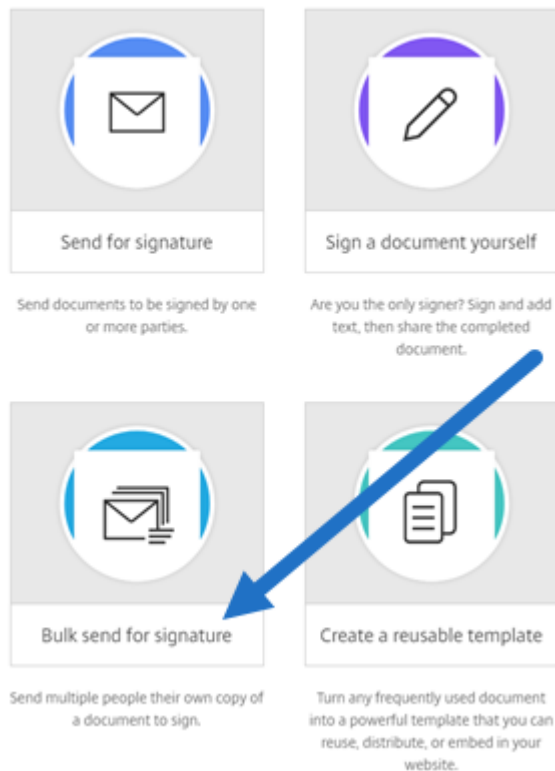 Send for signature
Send documents to be signed by one
or more parties.
Sign a document yourself
Are you the only signer? Sign and add
text, then share the completed
document.
Bulk send for signature
Send multiple people their own copy of
a document to sign.
Create a reusable template
Turn any frequently used document
into a powerful template that you can
reuse, distribute, or embed in your
website.